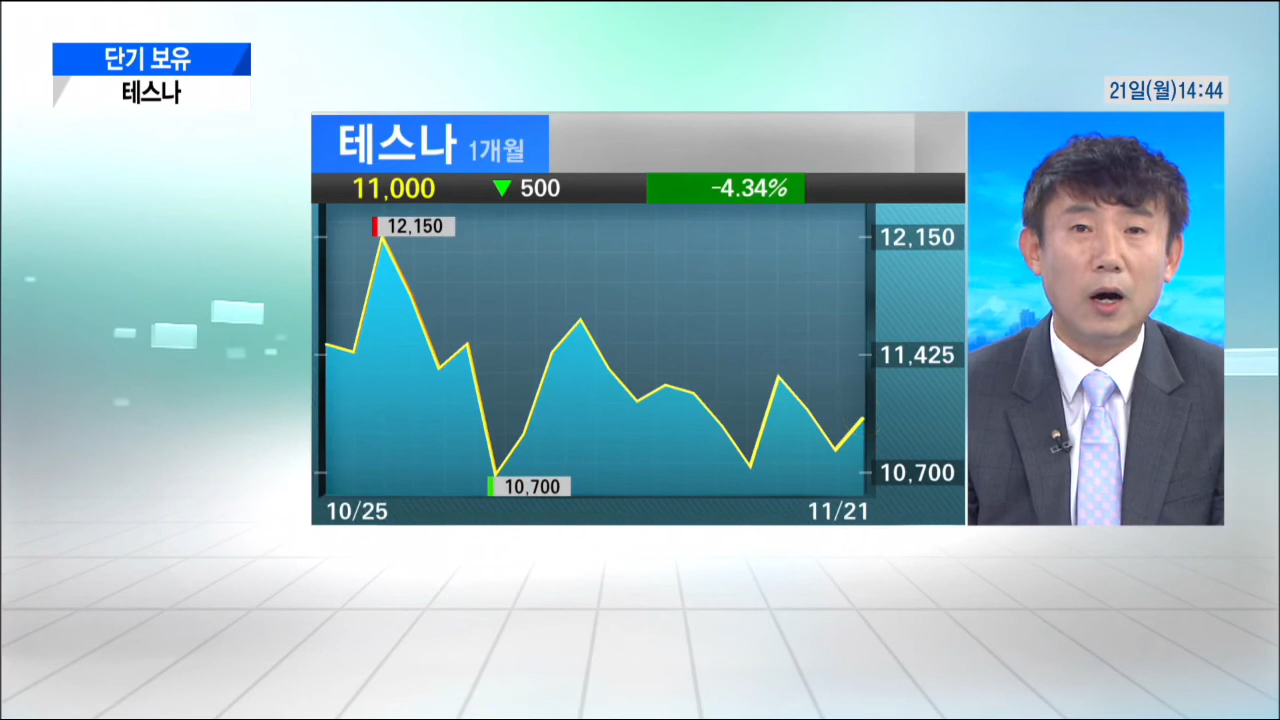 단기 보유
테스나
21일(월)14:44
테스나 1개월
11,000 ▼ 500 -4.34%
12,150
12,150
11,425
10,700
10,700
10/25 11/21